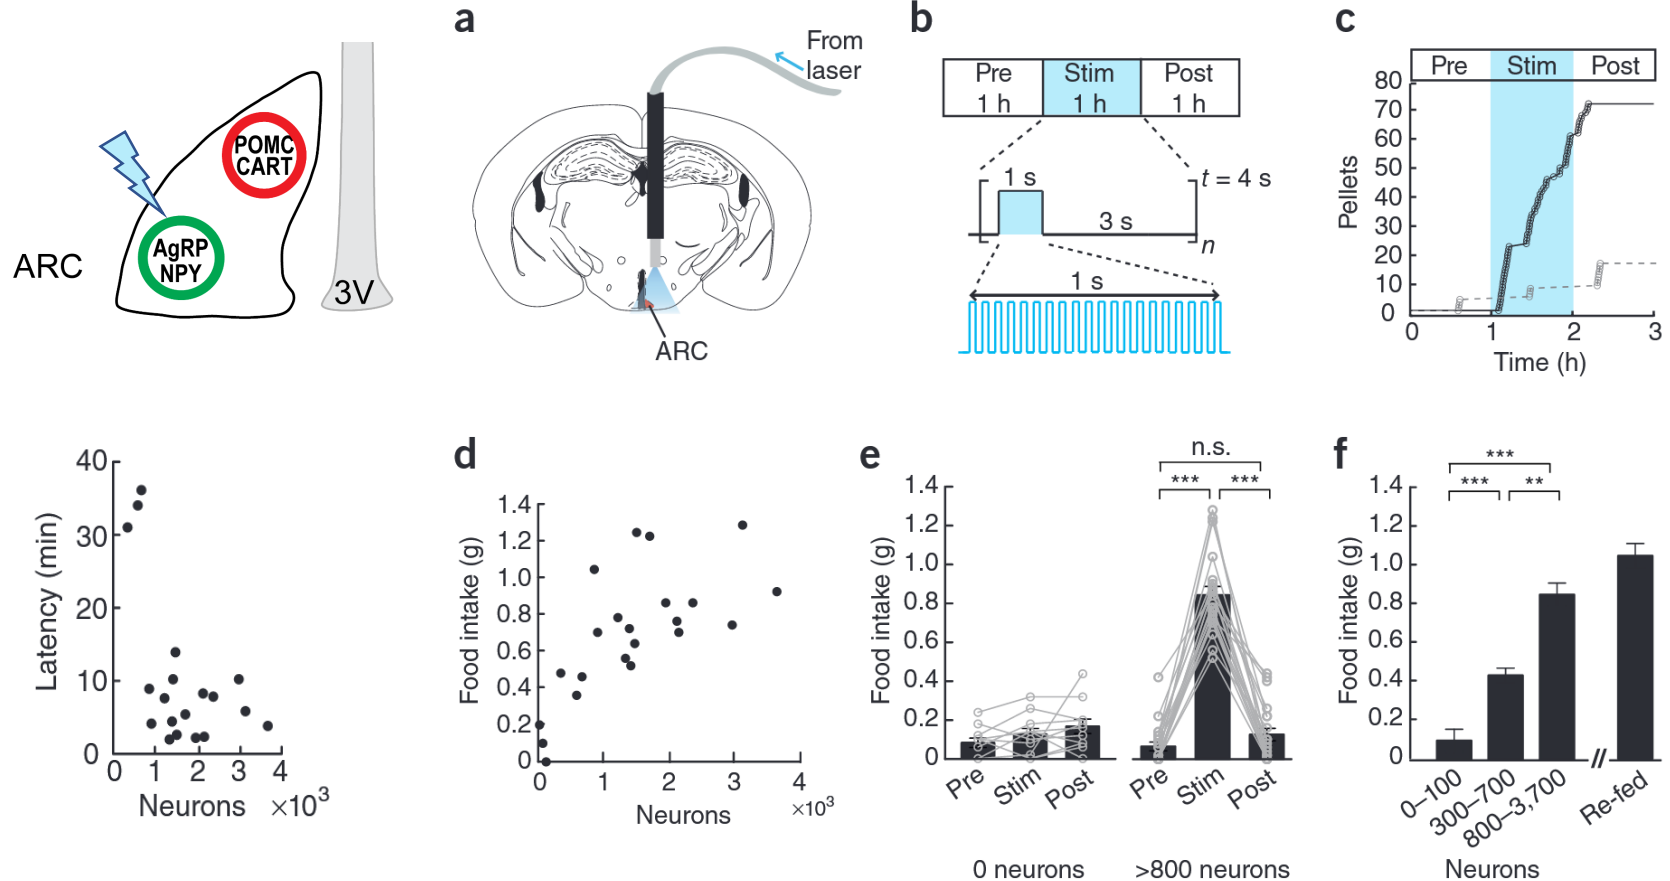 POMC
CART
AgRP
NPY
ARC
3V
a
From
laser
ARC
b
Pre
1 h
Stim
1 h
Post
1 h
1 s
t = 4 s
3 s
n
1 s
c
Pre
Stim
Post
80
70
60
50
40
30
20
10
0
Pellets
0
1
2
3
Time (h)
40
30
20
10
0
Latency (min)
0
1
2
3
4
Neurons
×10³
d
1.4
1.2
1.0
0.8
0.6
0.4
0.2
0
Food intake (g)
0
1
2
3
4
Neurons
×10³
e
n.s.
***
***
1.4
1.2
1.0
0.8
0.6
0.4
0.2
0
Food intake (g)
Pre
Stim
Post
Pre
Stim
Post
0 neurons
>800 neurons
f
***
***
**
1.4
1.2
1.0
0.8
0.6
0.4
0.2
0
Food intake (g)
0–100
300–700
800–3,700
Re-fed
Neurons